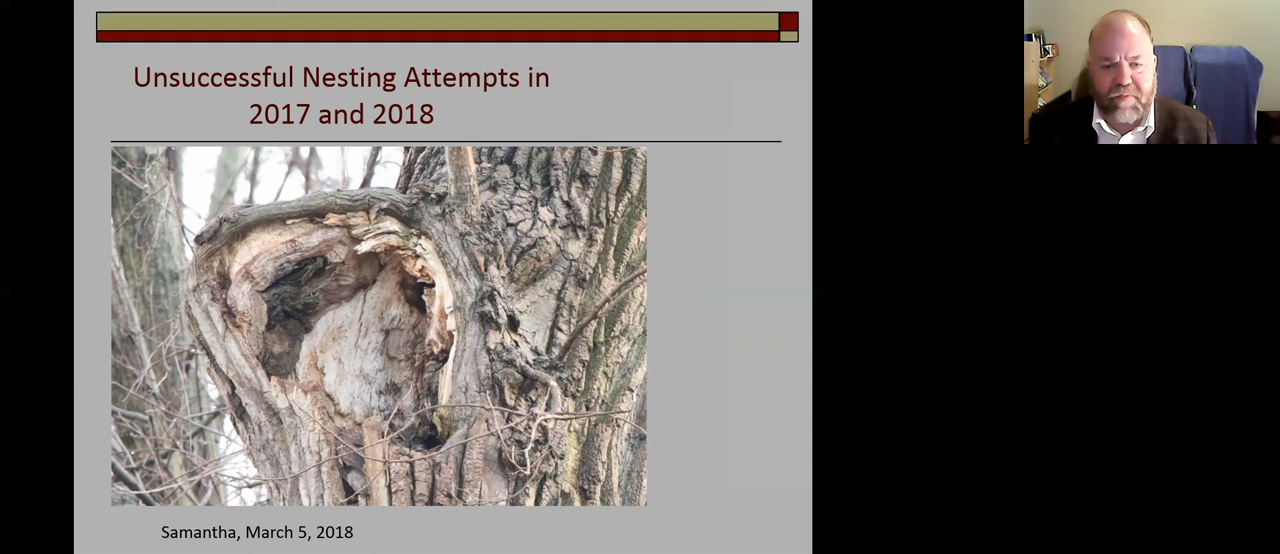 Unsuccessful Nesting Attempts in
2017 and 2018
Samantha, March 5, 2018